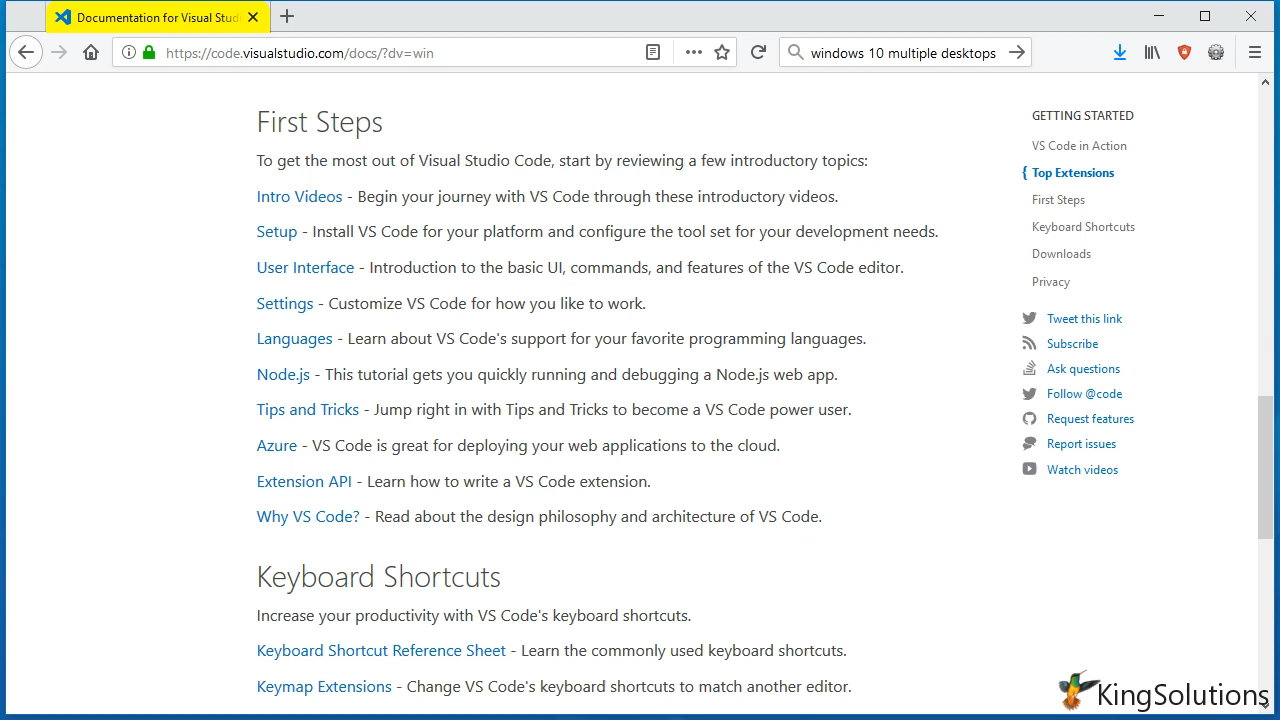 Documentation for Visual Studi
https://code.visualstudio.com/docs/?dv=win
windows 10 multiple desktops
First Steps
To get the most out of Visual Studio Code, start by reviewing a few introductory topics:
Intro Videos - Begin your journey with VS Code through these introductory videos.
Setup - Install VS Code for your platform and configure the tool set for your development needs.
User Interface - Introduction to the basic UI, commands, and features of the VS Code editor.
Settings - Customize VS Code for how you like to work.
Languages - Learn about VS Code's support for your favorite programming languages.
Node.js - This tutorial gets you quickly running and debugging a Node.js web app.
Tips and Tricks - Jump right in with Tips and Tricks to become a VS Code power user.
Azure - VS Code is great for deploying your web applications to the cloud.
Extension API - Learn how to write a VS Code extension.
Why VS Code? - Read about the design philosophy and architecture of VS Code.
Keyboard Shortcuts
Increase your productivity with VS Code's keyboard shortcuts.
Keyboard Shortcut Reference Sheet - Learn the commonly used keyboard shortcuts.
Keymap Extensions - Change VS Code's keyboard shortcuts to match another editor.
GETTING STARTED
VS Code in Action
Top Extensions
First Steps
Keyboard Shortcuts
Downloads
Privacy
Tweet this link
Subscribe
Ask questions
Follow @code
Request features
Report issues
Watch videos
KingSolutions